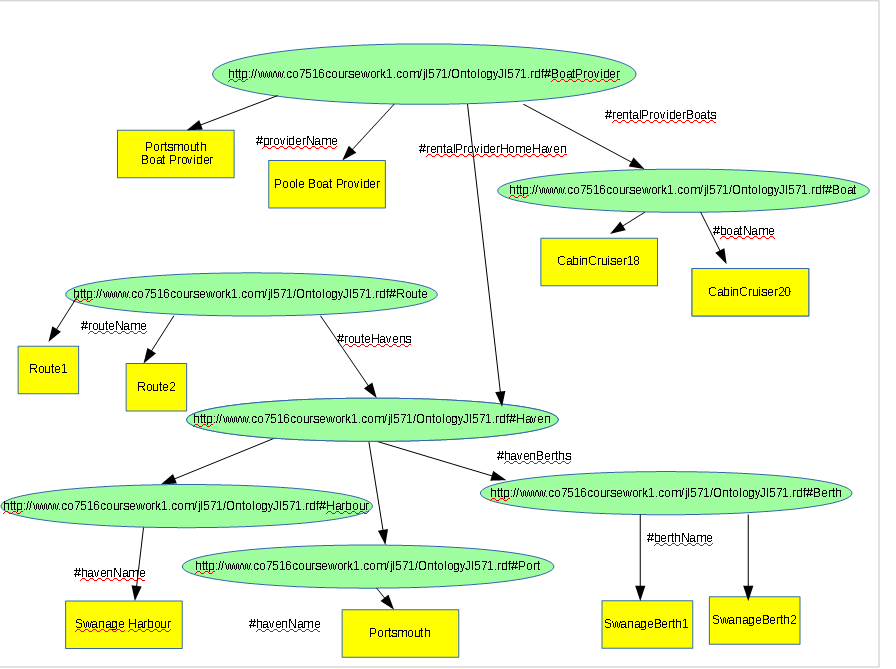 http://www.co7516coursework1.com/jl571/OntologyJl571.rdf#BoatProvider
#rentalProviderBoats
Portsmouth
Boat Provider
#providerName
#rentalProviderHomeHaven
Poole Boat Provider
http://www.co7516coursework1.com/jl571/OntologyJl571.rdf#Boat
#boatName
CabinCruiser18
CabinCruiser20
http://www.co7516coursework1.com/jl571/OntologyJl571.rdf#Route
#routeName
#routeHavens
Route1
Route2
http://www.co7516coursework1.com/jl571/OntologyJl571.rdf#Haven
#havenBerths
http://www.co7516coursework1.com/jl571/OntologyJl571.rdf#Berth
http://www.co7516coursework1.com/jl571/OntologyJl571.rdf#Harbour
#berthName
http://www.co7516coursework1.com/jl571/OntologyJl571.rdf#Port
#havenName
Swanage Harbour
#havenName
Portsmouth
SwanageBerth1
SwanageBerth2